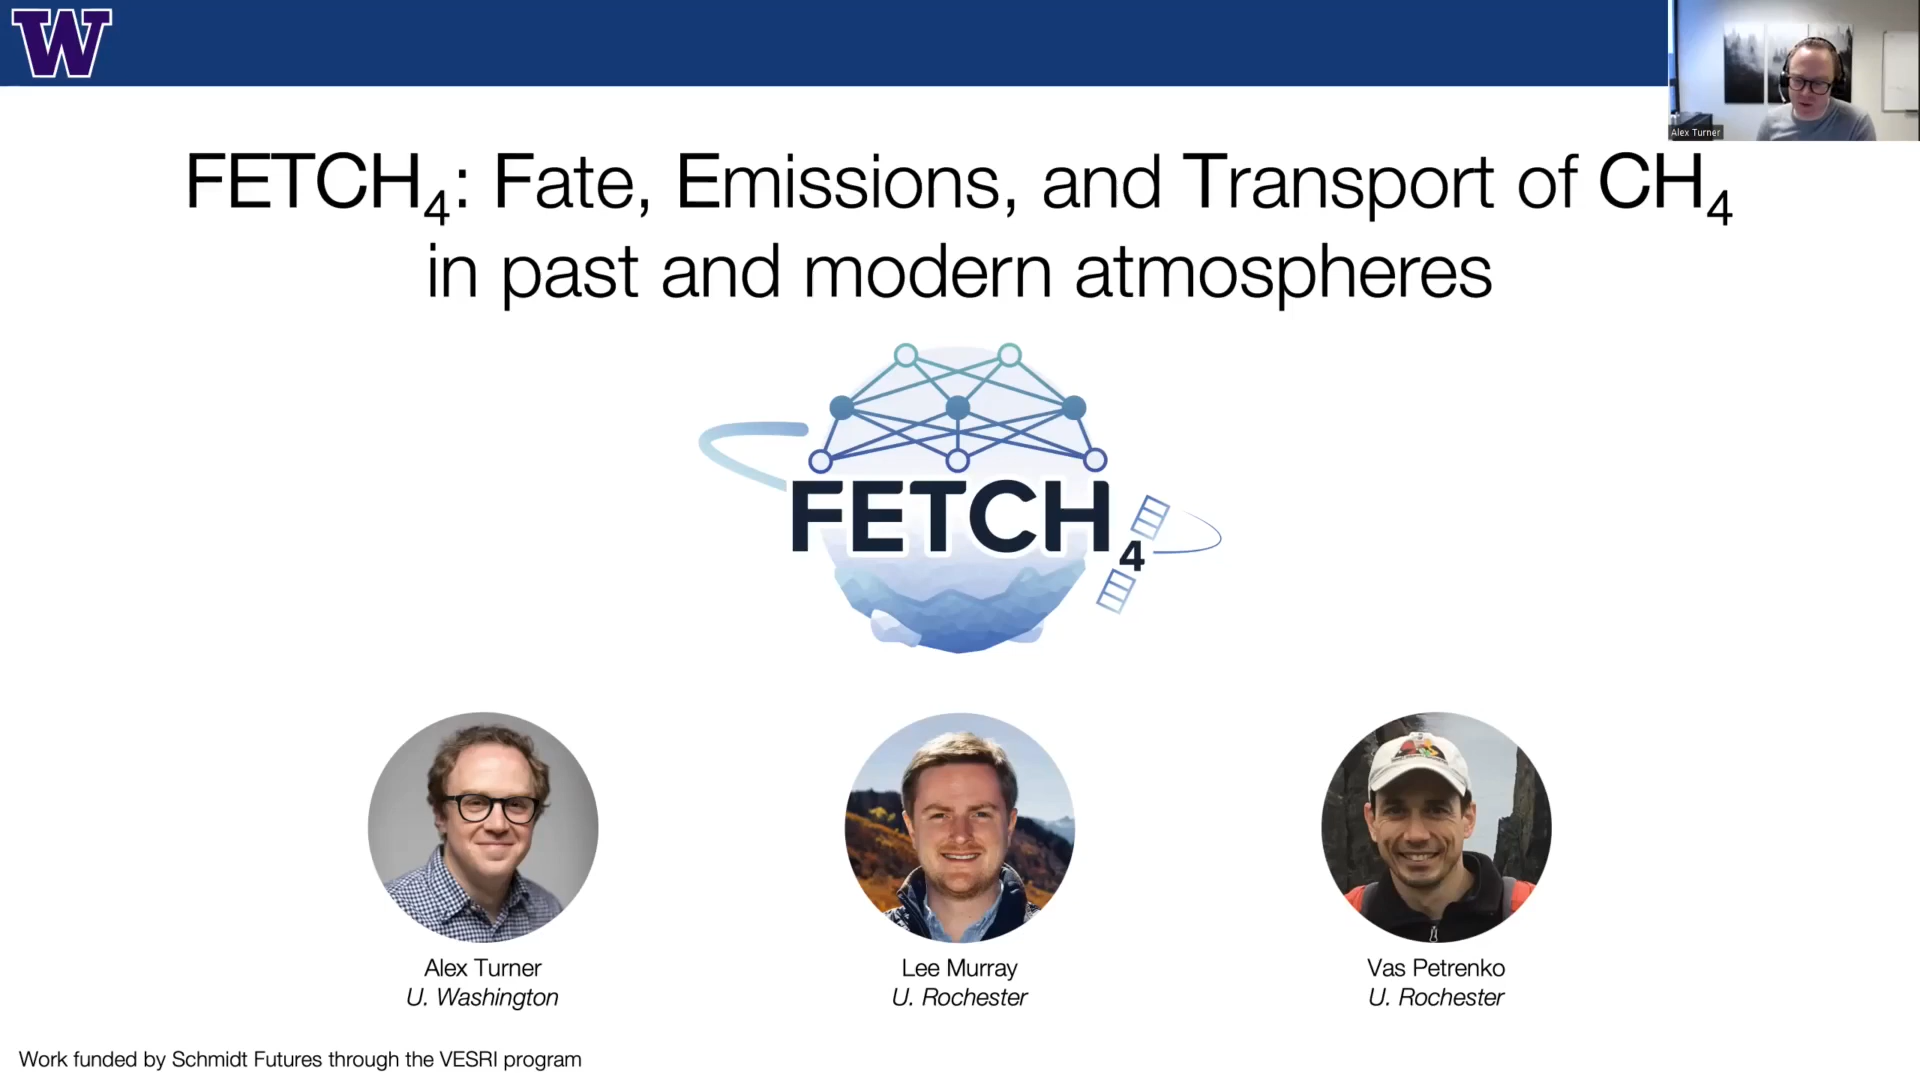 W
Alex Turner
FETCH₄: Fate, Emissions, and Transport of CH₄
in past and modern atmospheres
FETCH₄
Alex Turner
U. Washington
Lee Murray
U. Rochester
Vas Petrenko
U. Rochester
Work funded by Schmidt Futures through the VESRI program